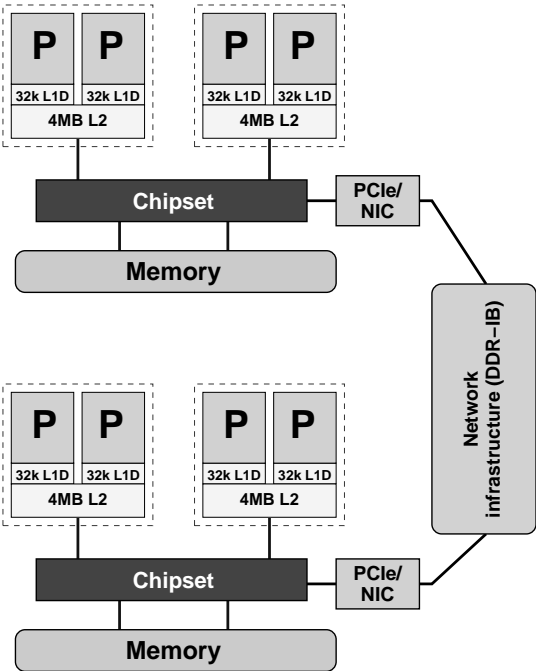 P P P P
32k L1D 32k L1D 32k L1D 32k L1D
4MB L2 4MB L2
Chipset
PCIe/
NIC
Memory
Network
infrastructure (DDR−IB)
P P P P
32k L1D 32k L1D 32k L1D 32k L1D
4MB L2 4MB L2
Chipset
PCIe/
NIC
Memory